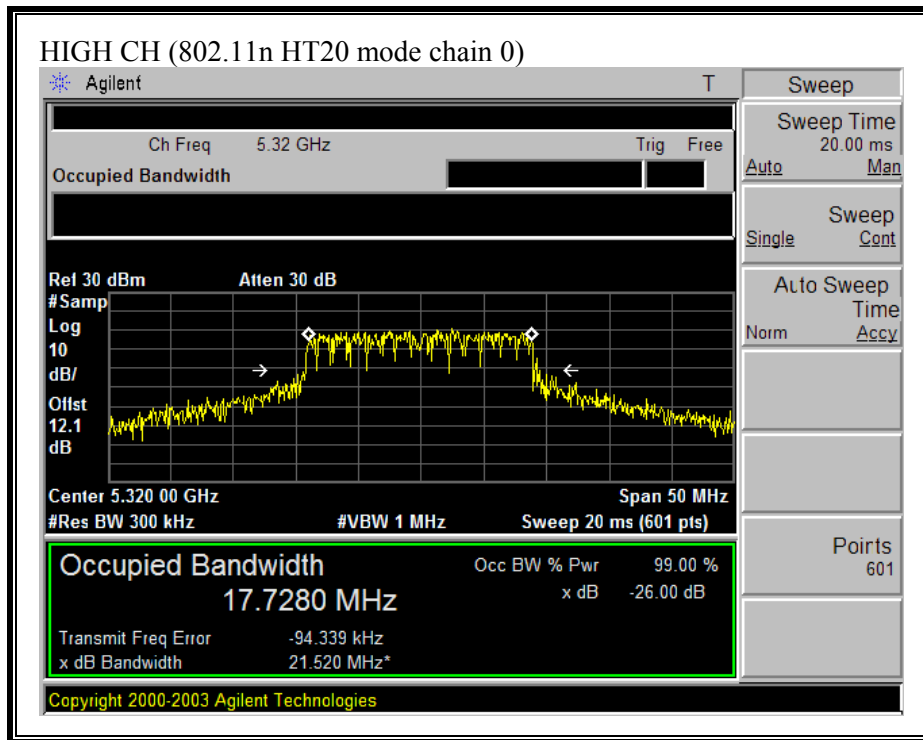 HIGH CH (802.11n HT20 mode chain 0)
Agilent T
Ch Freq 5.32 GHz Trig Free
Occupied Bandwidth
Ref 30 dBm Atten 30 dB
#Samp
Log
10
dB/
Offst
12.1
dB
Center 5.320 00 GHz Span 50 MHz
#Res BW 300 kHz #VBW 1 MHz Sweep 20 ms (601 pts)
Occupied Bandwidth Occ BW % Pwr 99.00 %
17.7280 MHz x dB -26.00 dB
Transmit Freq Error -94.339 kHz
x dB Bandwidth 21.520 MHz*
Copyright 2000-2003 Agilent Technologies
Sweep
Sweep Time
20.00 ms
Auto Man
Sweep
Single Cont
Auto Sweep
Time
Norm Accy
Points
601